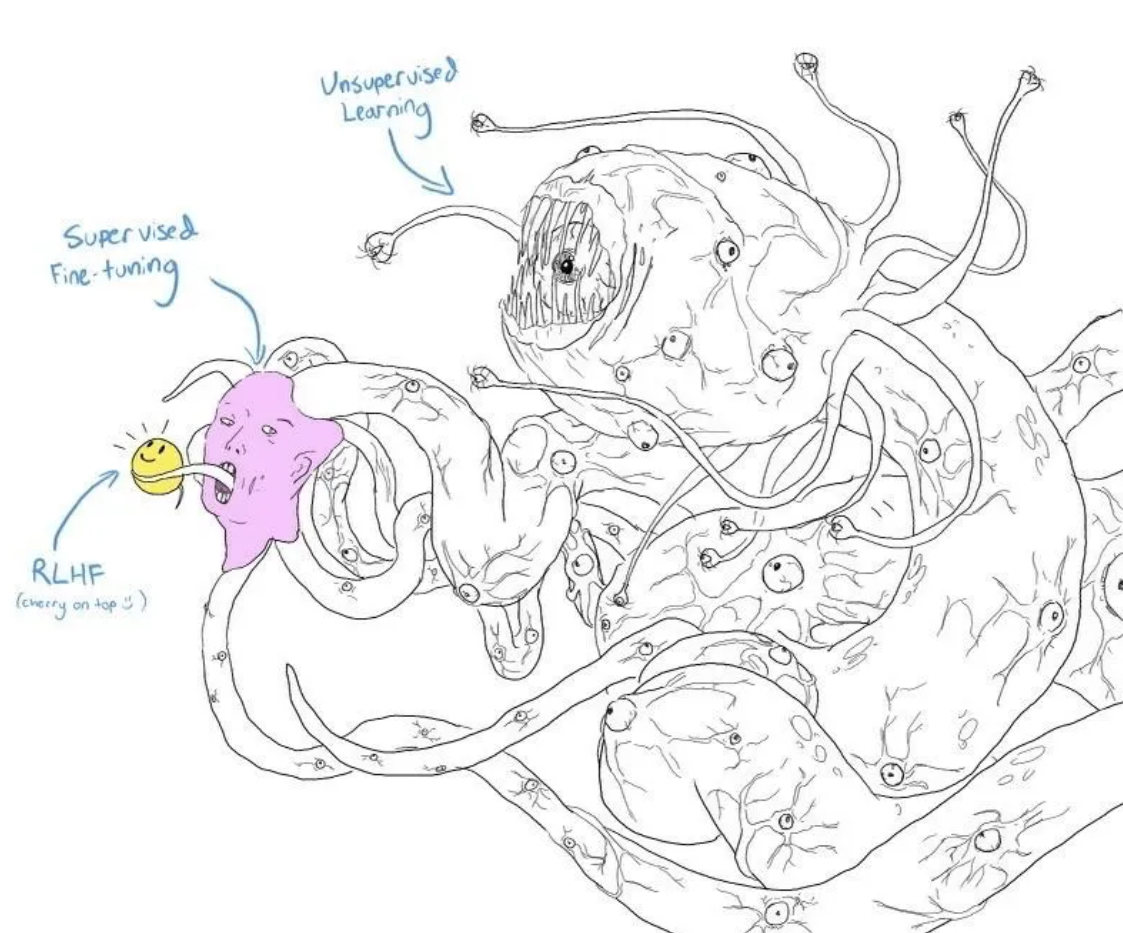 Unsupervised
Learning
Supervised
Fine-tuning
RLHF
(cherry on top :))